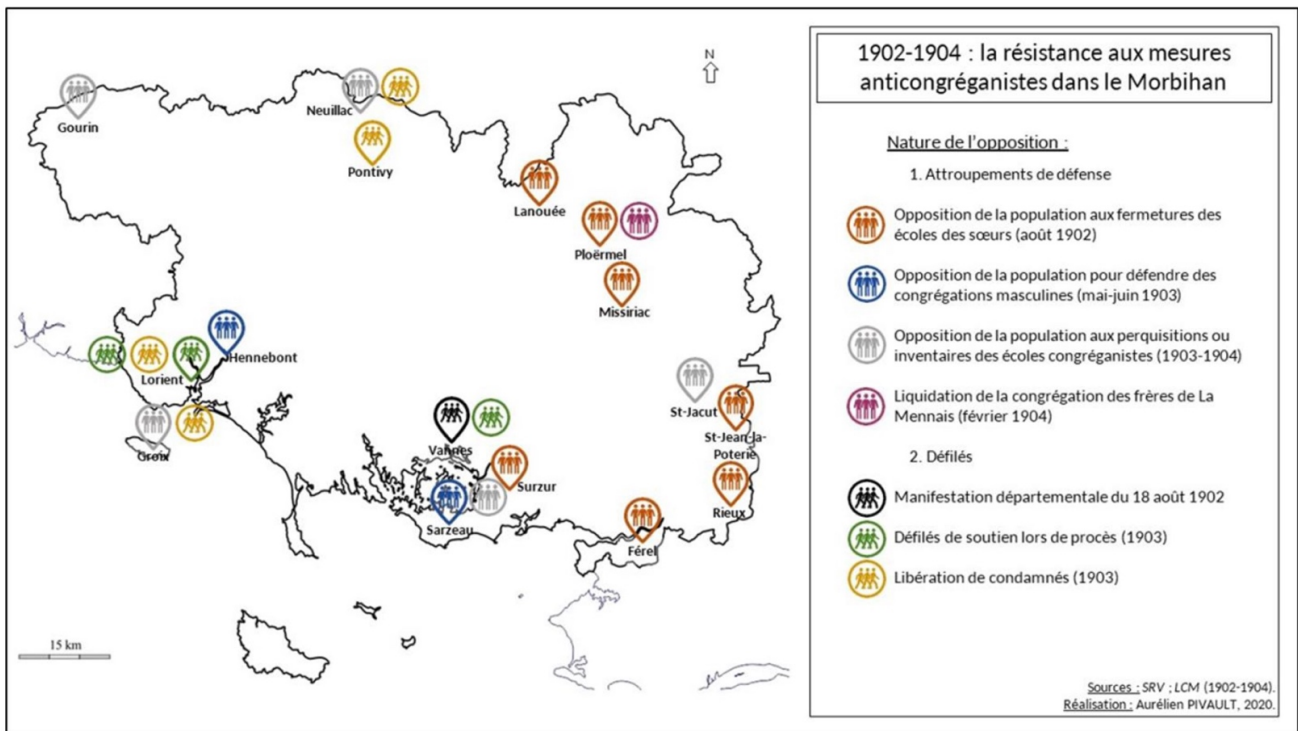 1902-1904 : la résistance aux mesures
anticongréganistes dans le Morbihan
Nature de l'opposition :
1. Attroupements de défense
Opposition de la population aux fermetures des
écoles des sœurs (août 1902)
Opposition de la population pour défendre des
congrégations masculines (mai-juin 1903)
Opposition de la population aux perquisitions ou
inventaires des écoles congréganistes (1903-1904)
Liquidation de la congrégation des frères de La
Mennais (février 1904)
2. Défilés
Manifestation départementale du 18 août 1902
Défilés de soutien lors de procès (1903)
Libération de condamnés (1903)
Sources : SRV ; LCM (1902-1904).
Réalisation : Aurélien PIVAULT, 2020.
N
Gourin
Neuillac
Pontivy
Lanouée
Ploërmel
Missiriac
Hennebont
Lorient
Groix
St-Jacut
St-Jean-la-
Poterie
Vannes
Surzur
Sarzeau
Rieux
Férel
15 km